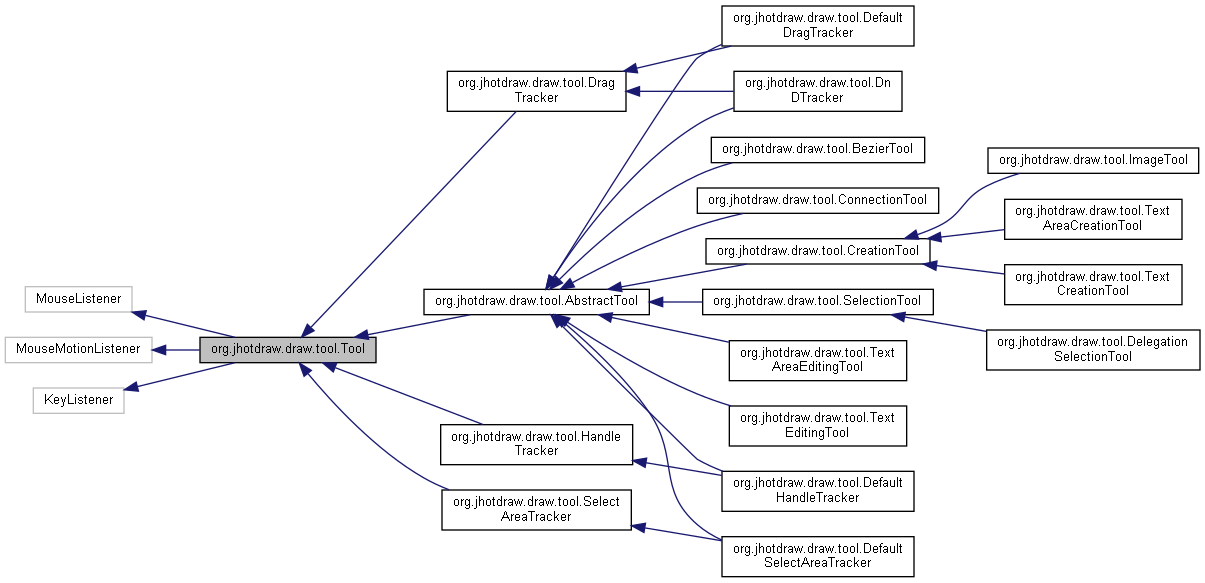 org.jhotdraw.draw.tool.Default
DragTracker
org.jhotdraw.draw.tool.Drag
Tracker
org.jhotdraw.draw.tool.Dn
DTracker
org.jhotdraw.draw.tool.BezierTool
org.jhotdraw.draw.tool.ImageTool
org.jhotdraw.draw.tool.ConnectionTool
org.jhotdraw.draw.tool.Text
AreaCreationTool
org.jhotdraw.draw.tool.CreationTool
org.jhotdraw.draw.tool.Text
CreationTool
MouseListener
org.jhotdraw.draw.tool.AbstractTool
org.jhotdraw.draw.tool.SelectionTool
MouseMotionListener
org.jhotdraw.draw.tool.Tool
org.jhotdraw.draw.tool.Delegation
SelectionTool
org.jhotdraw.draw.tool.Text
AreaEditingTool
KeyListener
org.jhotdraw.draw.tool.Text
EditingTool
org.jhotdraw.draw.tool.Handle
Tracker
org.jhotdraw.draw.tool.Default
HandleTracker
org.jhotdraw.draw.tool.Select
AreaTracker
org.jhotdraw.draw.tool.Default
SelectAreaTracker